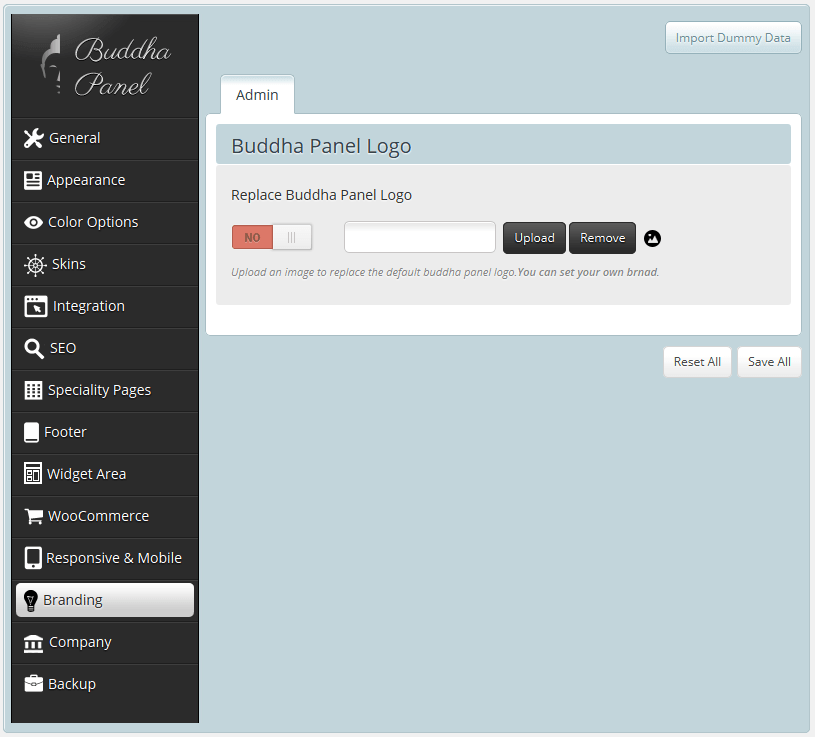 Buddha
Panel
General
Appearance
Color Options
Skins
Integration
SEO
Speciality Pages
Footer
Widget Area
WooCommerce
Responsive & Mobile
Branding
Company
Backup
Import Dummy Data
Admin
Buddha Panel Logo
Replace Buddha Panel Logo
NO
Upload
Remove
Upload an image to replace the default buddha panel logo.You can set your own brnad.
Reset All
Save All